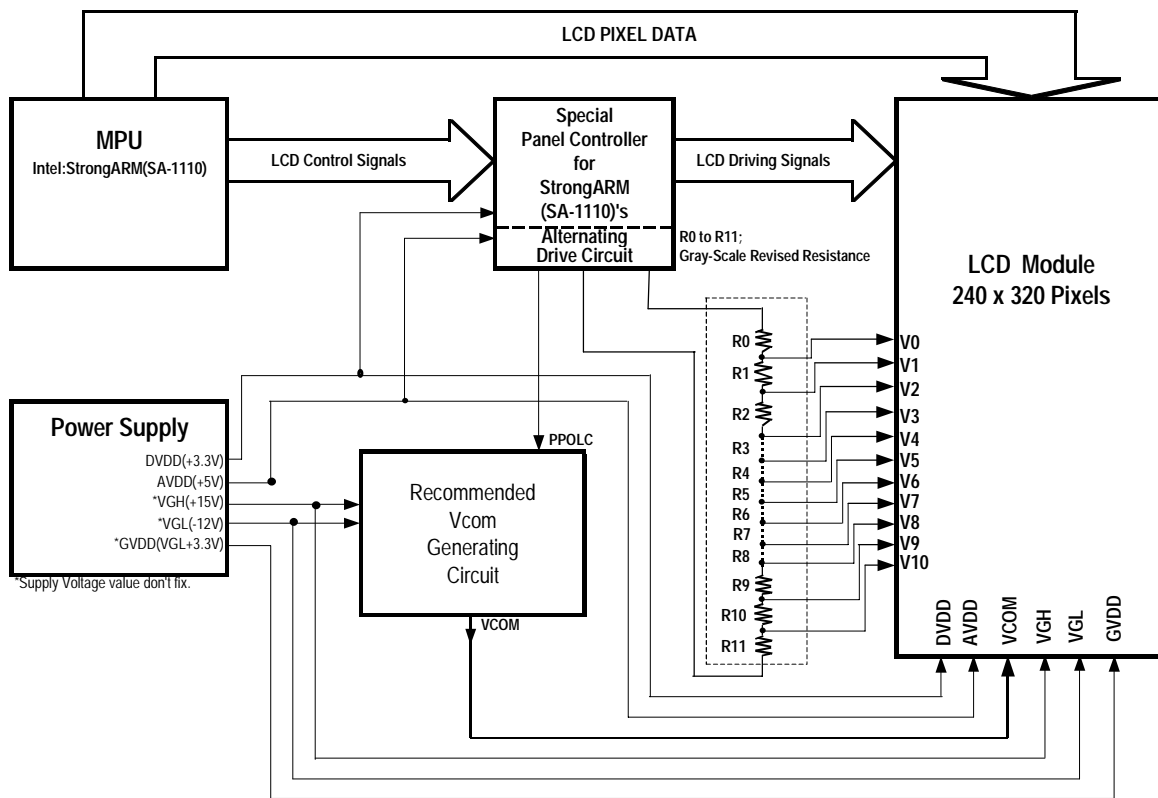 LCD PIXEL DATA
MPU
Intel:StrongARM(SA-1110)
LCD Control Signals
Special
Panel Controller
for
StrongARM
(SA-1110)'s
Alternating
Drive Circuit
LCD Driving Signals
R0 to R11;
Gray-Scale Revised Resistance
LCD Module
240 x 320 Pixels
R0
R1
R2
R3
R4
R5
R6
R7
R8
R9
R10
R11
V0
V1
V2
V3
V4
V5
V6
V7
V8
V9
V10
Power Supply
DVDD(+3.3V)
AVDD(+5V)
*VGH(+15V)
*VGL(-12V)
*GVDD(VGL+3.3V)
*Supply Voltage value don't fix.
PPOLC
Recommended
Vcom
Generating
Circuit
VCOM
DVDD
AVDD
VCOM
VGH
VGL
GVDD